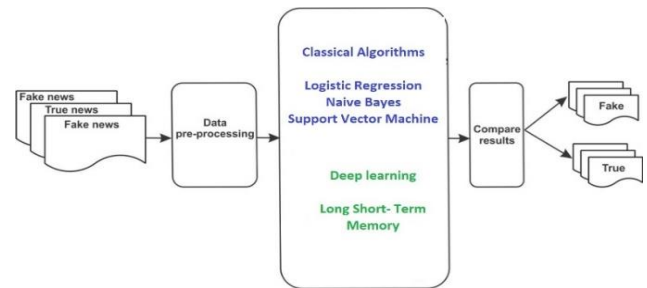 Fake news
True news
Fake news
Data
pre-processing
Classical Algorithms
Logistic Regression
Naive Bayes
Support Vector Machine
Deep learning
Long Short- Term
Memory
Compare
results
Fake
True